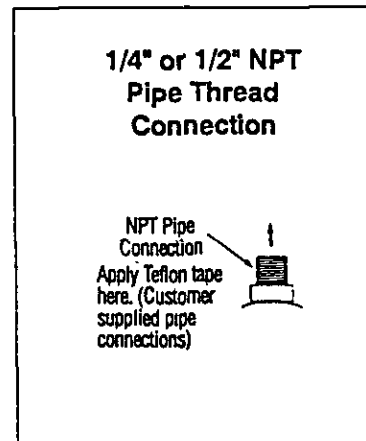 1/4" or 1/2" NPT
Pipe Thread
Connection
NPT Pipe
Connection
Apply Teflon tape
here. (Customer
supplied pipe
connections)